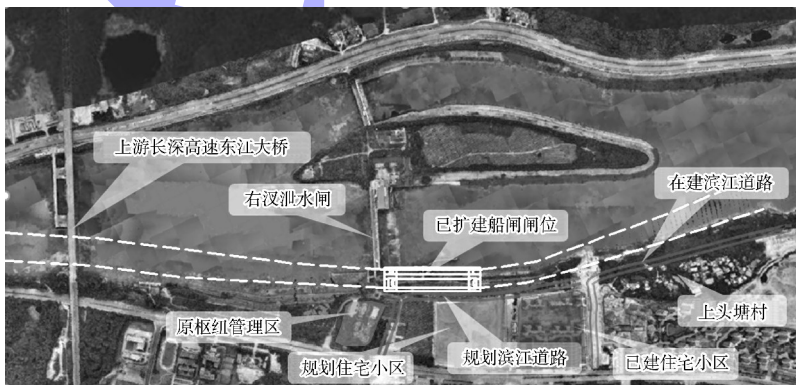 上游长深高速东江大桥
在建滨江道路
右汊泄水闸
已扩建船闸闸位
上头塘村
原枢纽管理区
规划住宅小区
规划滨江道路
已建住宅小区